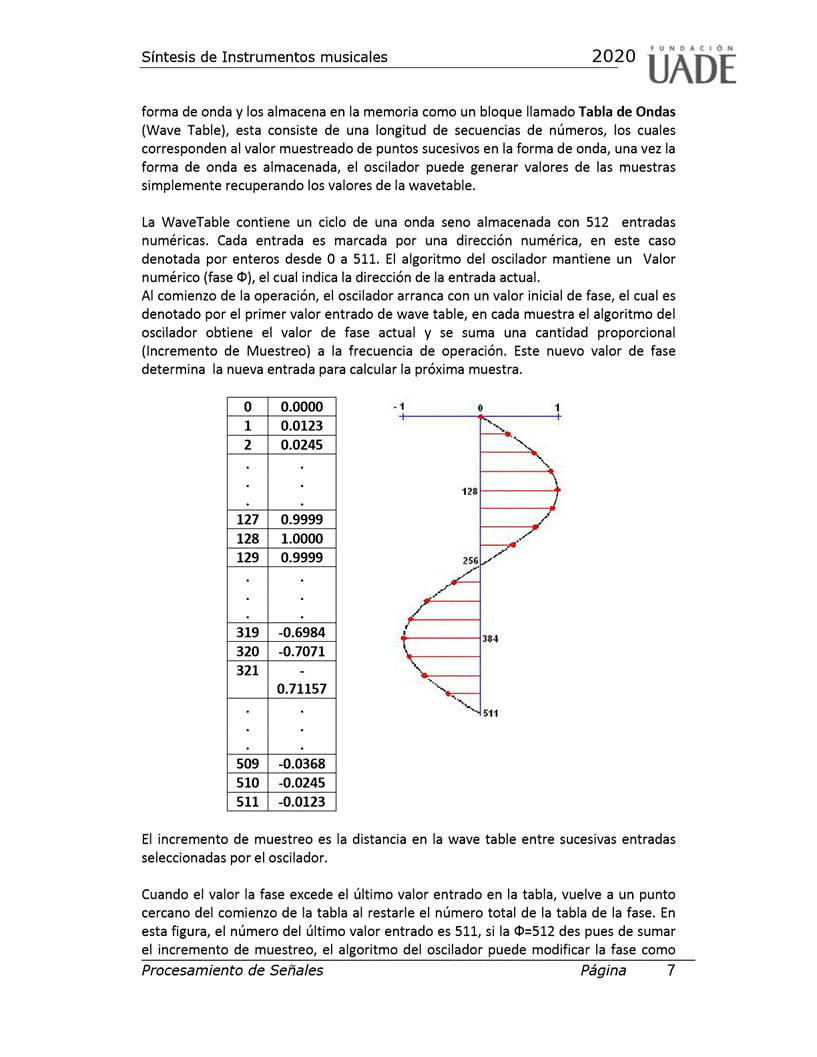 Síntesis de Instrumentos musicales 2020 FUNDACIÓN
UADE
forma de onda y los almacena en la memoria como un bloque llamado Tabla de Ondas
(Wave Table), esta consiste de una longitud de secuencias de números, los cuales
corresponden al valor muestreado de puntos sucesivos en la forma de onda, una vez la
forma de onda es almacenada, el oscilador puede generar valores de las muestras
simplemente recuperando los valores de la wavetable.
La WaveTable contiene un ciclo de una onda seno almacenada con 512 entradas
numéricas. Cada entrada es marcada por una dirección numérica, en este caso
denotada por enteros desde 0 a 511. El algoritmo del oscilador mantiene un Valor
numérico (fase Φ), el cual indica la dirección de la entrada actual.
Al comienzo de la operación, el oscilador arranca con un valor inicial de fase, el cual es
denotado por el primer valor entrado de wave table, en cada muestra el algoritmo del
oscilador obtiene el valor de fase actual y se suma una cantidad proporcional
(Incremento de Muestreo) a la frecuencia de operación. Este nuevo valor de fase
determina la nueva entrada para calcular la próxima muestra.
0 0.0000
1 0.0123
2 0.0245
. .
. .
. .
127 0.9999
128 1.0000
129 0.9999
. .
. .
. .
319 -0.6984
320 -0.7071
321 -
0.71157
. .
. .
. .
509 -0.0368
510 -0.0245
511 -0.0123
-1 0 1
128
256
384
511
El incremento de muestreo es la distancia en la wave table entre sucesivas entradas
seleccionadas por el oscilador.
Cuando el valor la fase excede el último valor entrado en la tabla, vuelve a un punto
cercano del comienzo de la tabla al restarle el número total de la tabla de la fase. En
esta figura, el número del último valor entrado es 511, si la Φ=512 des pues de sumar
el incremento de muestreo, el algoritmo del oscilador puede modificar la fase como
Procesamiento de Señales Página 7